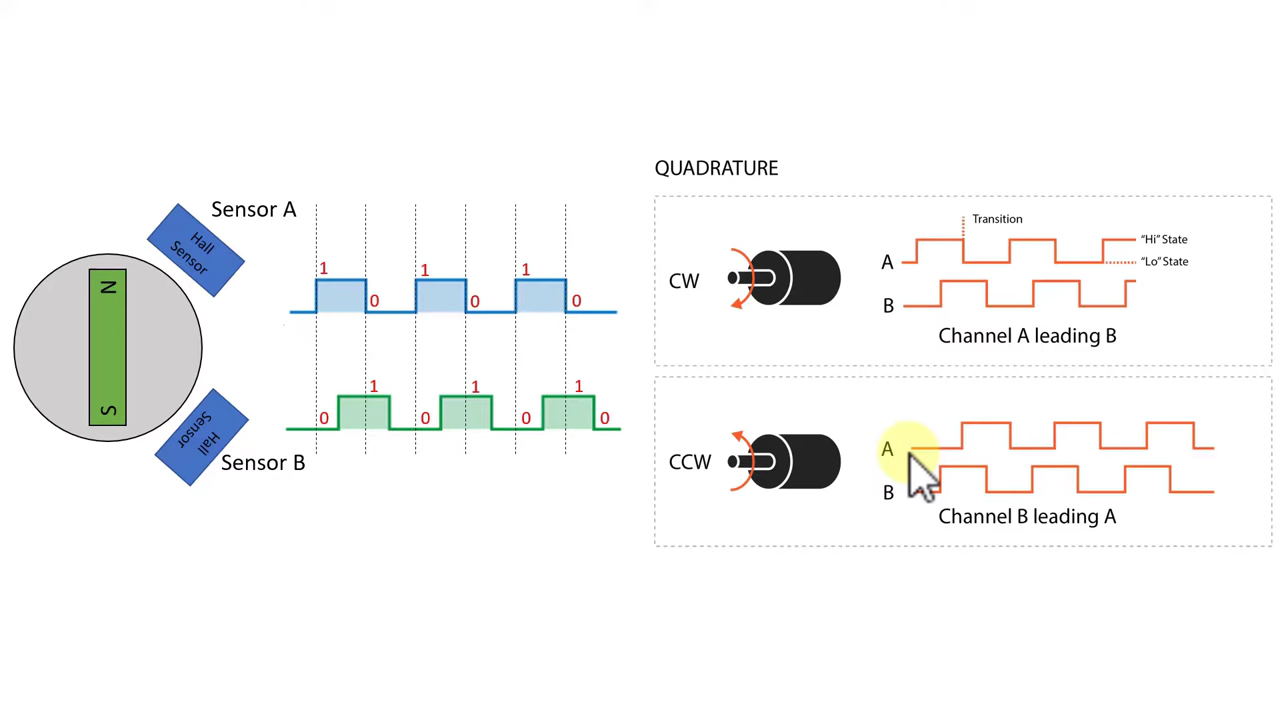 Sensor A
Hall
Sensor
N
S
Hall
Sensor
Sensor B
1
1
1
0
0
0
1
1
1
0
0
0
0
QUADRATURE
CW
Transition
A
"Hi" State
"Lo" State
B
Channel A leading B
CCW
A
B
Channel B leading A